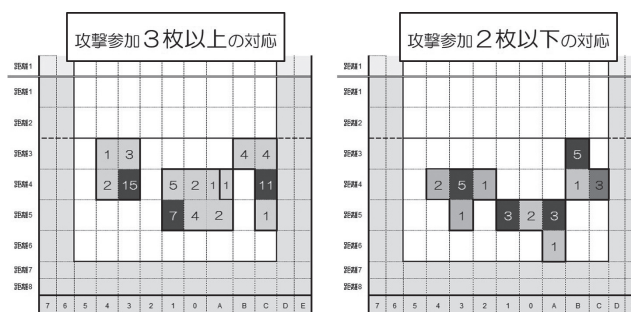 攻撃参加3枚以上の対応
距離1
距離1
距離2
距離3 1 3 4 4
距離4 2 15 5 2 1 1 11
距離5 7 4 2 1
距離6
距離7
距離8
7 6 5 4 3 2 1 0 A B C D E
攻撃参加2枚以下の対応
距離1
距離1
距離2
距離3 5
距離4 2 5 2 1 3
距離5 1 3 2 3
距離6 1
距離7
距離8
7 6 5 4 3 2 1 0 A B C D